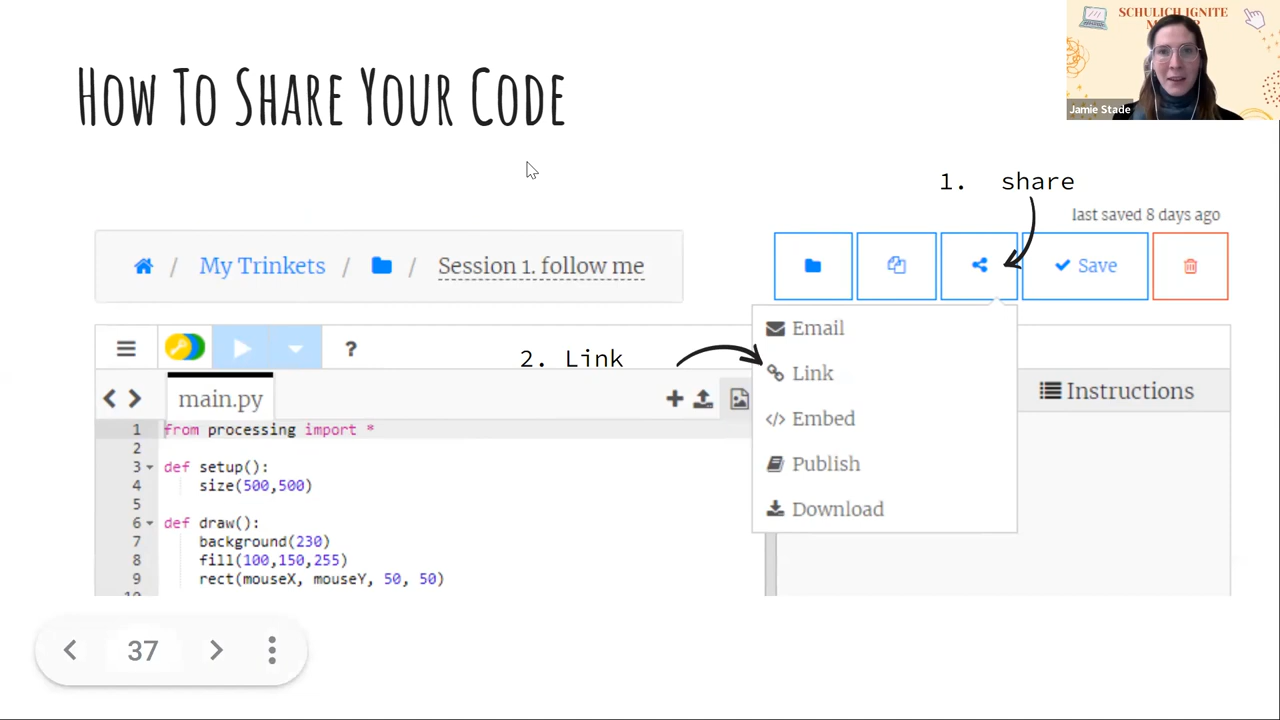 SCHULICH IGNITE
Jamie Stade
How To Share Your Code
1. share
last saved 8 days ago
/ My Trinkets / / Session 1. follow me
Save
Email
2. Link
Link
?
main.py
Instructions
Embed
Publish
Download
1 from processing import *
2
3 def setup():
4 size(500,500)
5
6 def draw():
7 background(230)
8 fill(100,150,255)
9 rect(mouseX, mouseY, 50, 50)
37